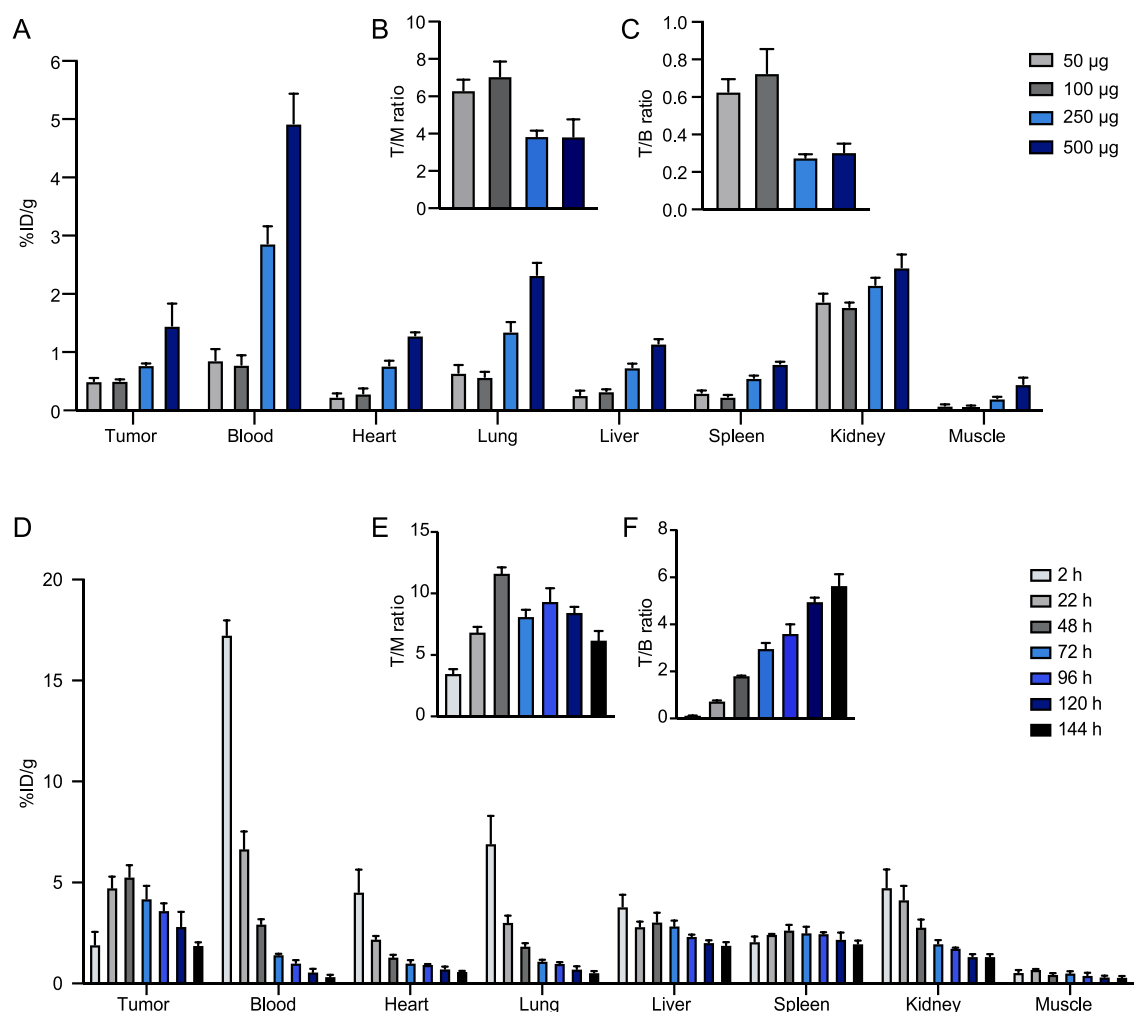 A
B
C
6
5
4
3
2
1
0
%ID/g
10
8
6
4
2
0
T/M ratio
1.0
0.8
0.6
0.4
0.2
0.0
T/B ratio
50 µg
100 µg
250 µg
500 µg
Tumor Blood Heart Lung Liver Spleen Kidney Muscle
D
E
F
20
15
10
5
0
%ID/g
15
10
5
0
T/M ratio
8
6
4
2
0
T/B ratio
2 h
22 h
48 h
72 h
96 h
120 h
144 h
Tumor Blood Heart Lung Liver Spleen Kidney Muscle